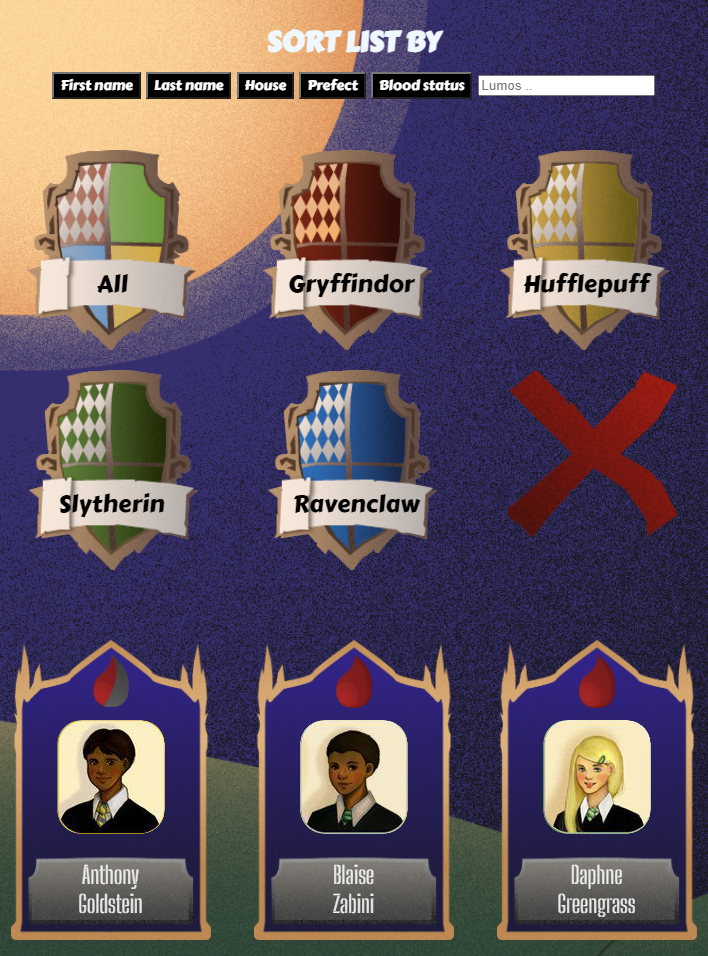 SORT LIST BY
First name Last name House Prefect Blood status Lumos ..
All Gryffindor Hufflepuff
Slytherin Ravenclaw
Anthony
Goldstein
Blaise
Zabini
Daphne
Greengrass